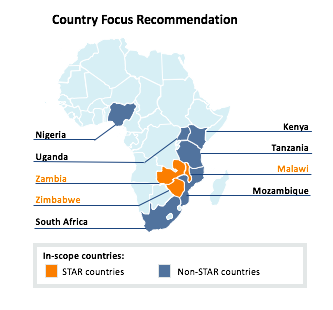 Country Focus Recommendation
Kenya
Nigeria
Tanzania
Uganda
Malawi
Zambia
Mozambique
Zimbabwe
South Africa
In-scope countries:
STAR countries
Non-STAR countries